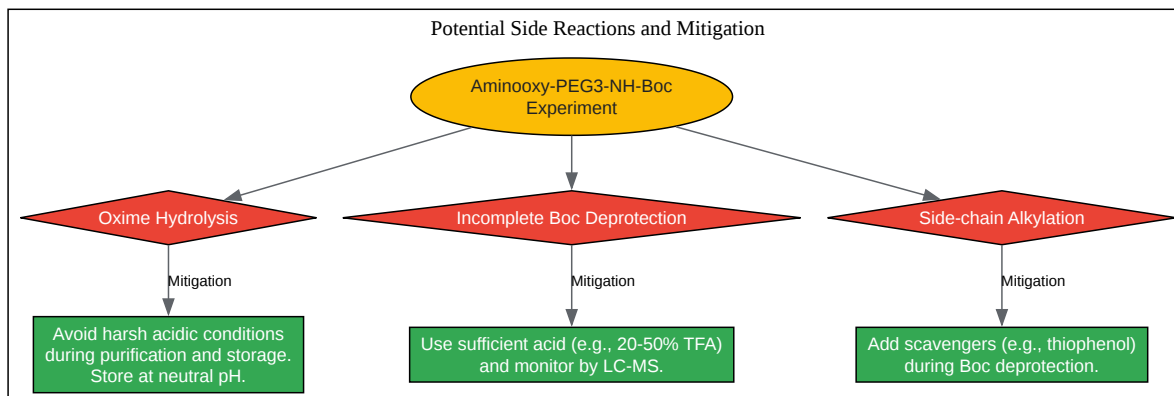 Potential Side Reactions and Mitigation
Aminooxy-PEG3-NH-Boc
Experiment
Oxime Hydrolysis
Incomplete Boc Deprotection
Side-chain Alkylation
Mitigation
Mitigation
Mitigation
Avoid harsh acidic conditions
during purification and storage.
Store at neutral pH.
Use sufficient acid (e.g., 20-50% TFA)
and monitor by LC-MS.
Add scavengers (e.g., thiophenol)
during Boc deprotection.